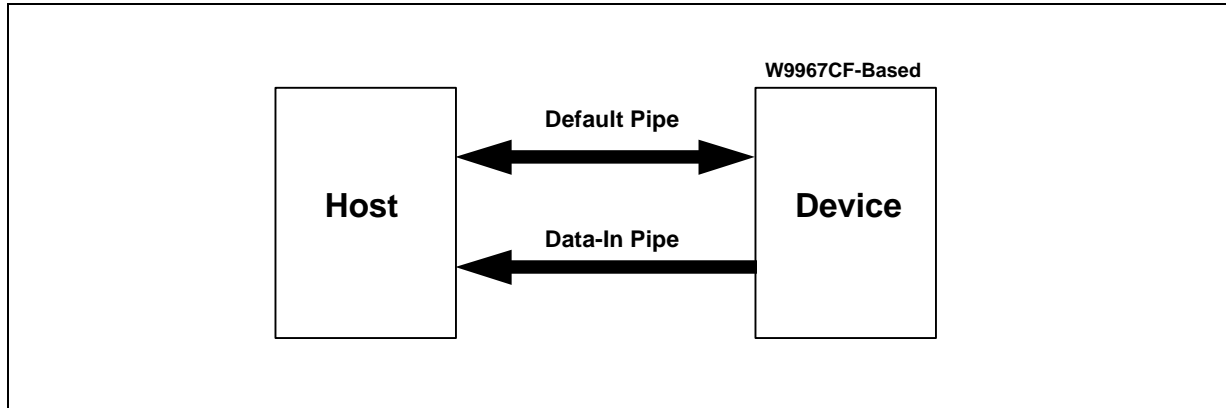 W9967CF-Based
Default Pipe
Host
Device
Data-In Pipe